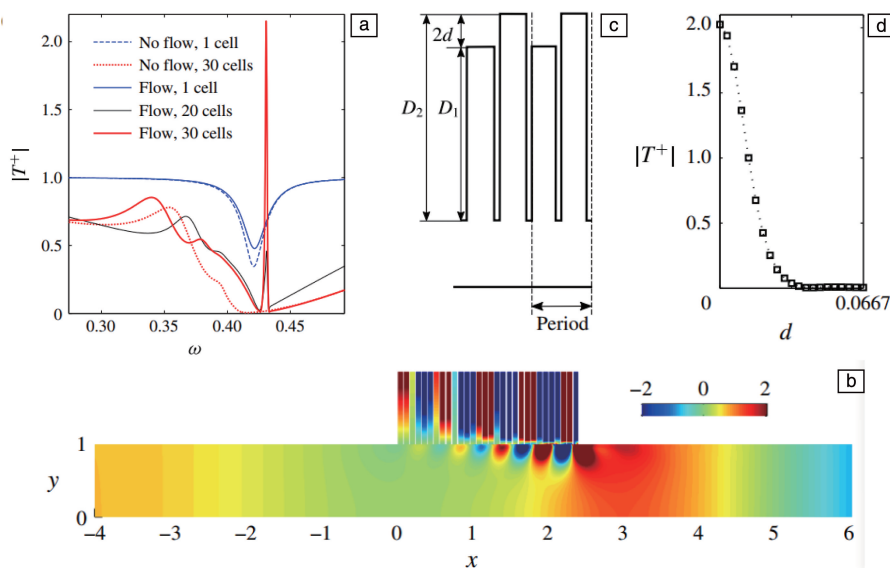 a
2.0
1.5
1.0
0.5
0
|T⁺|
No flow, 1 cell
No flow, 30 cells
Flow, 1 cell
Flow, 20 cells
Flow, 30 cells
0.30 0.35 0.40 0.45
ω
c
2d
D₂ D₁
Period
d
2.0
1.5
|T⁺|
1.0
0.5
0 0.0667
d
b
−2 0 2
1
y
0
−4 −3 −2 −1 0 1 2 3 4 5 6
x